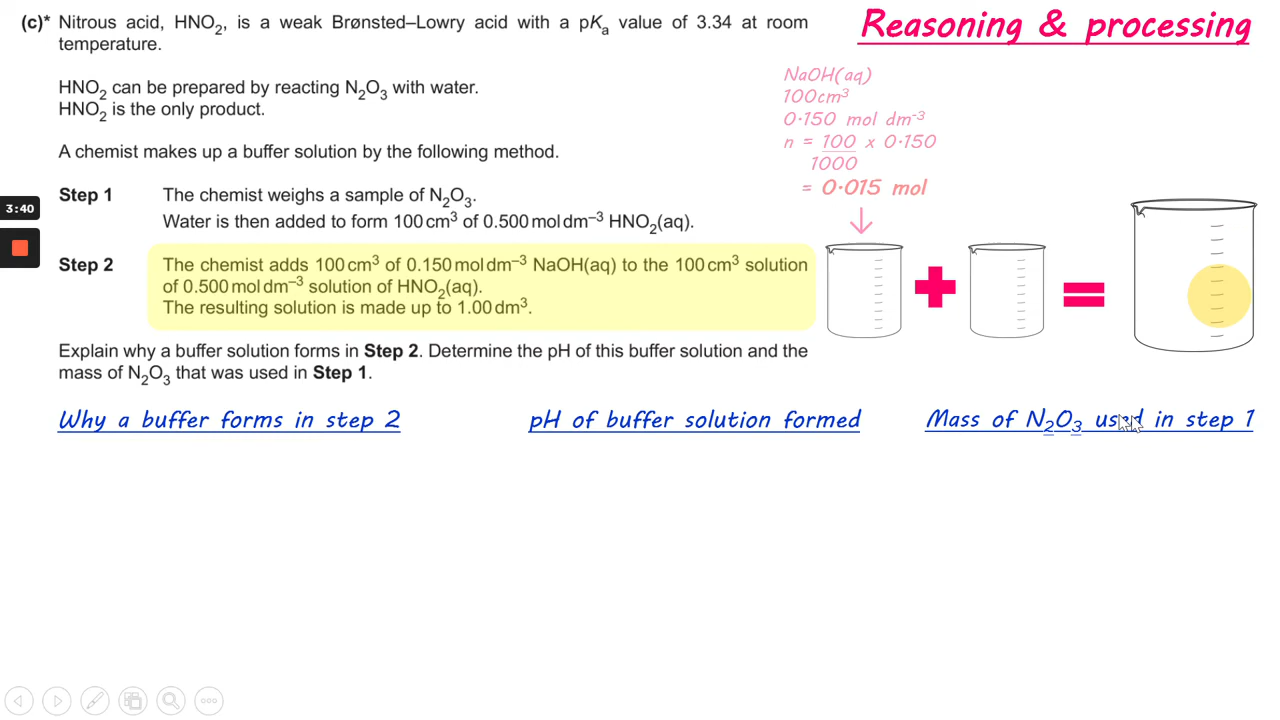 (c)* Nitrous acid, HNO₂, is a weak Brønsted–Lowry acid with a pKₐ value of 3.34 at room
temperature.
HNO₂ can be prepared by reacting N₂O₃ with water.
HNO₂ is the only product.
A chemist makes up a buffer solution by the following method.
Step 1 The chemist weighs a sample of N₂O₃.
Water is then added to form 100 cm³ of 0.500 mol dm⁻³ HNO₂(aq).
Step 2 The chemist adds 100 cm³ of 0.150 mol dm⁻³ NaOH(aq) to the 100 cm³ solution
of 0.500 mol dm⁻³ solution of HNO₂(aq).
The resulting solution is made up to 1.00 dm³.
Explain why a buffer solution forms in Step 2. Determine the pH of this buffer solution and the
mass of N₂O₃ that was used in Step 1.
3:40
Reasoning & processing
NaOH(aq)
100cm³
0·150 mol dm⁻³
n = 100 x 0·150
1000
= 0·015 mol
Why a buffer forms in step 2
pH of buffer solution formed
Mass of N₂O₃ used in step 1